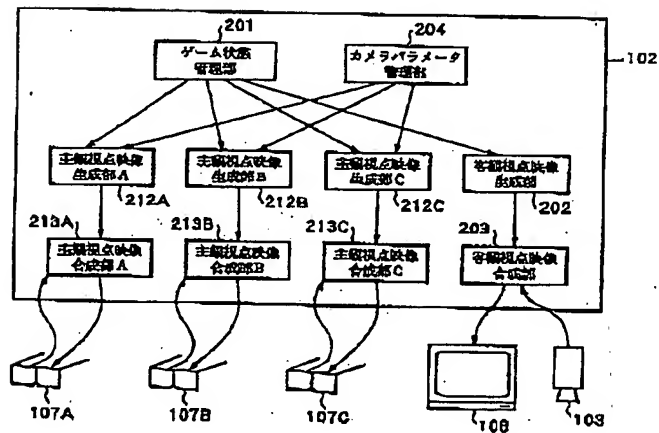 201
204
ゲーム状態
管理部
カメラパラメータ
管理部
102
主観視点映像
生成部A
主観視点映像
生成部B
主観視点映像
生成部C
客観視点映像
生成部
212A
212B
212C
202
213A
213B
213C
203
主観視点映像
合成部A
主観視点映像
合成部B
主観視点映像
合成部C
客観視点映像
合成部
107A
107B
107C
108
103